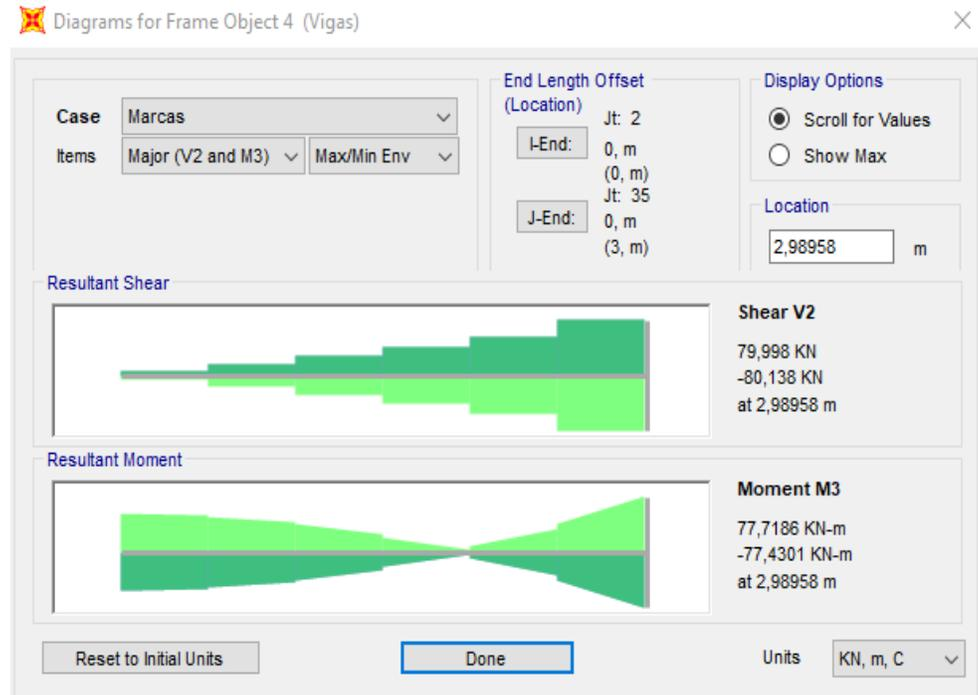 Diagrams for Frame Object 4 (Vigas)
Case Marcas
Items Major (V2 and M3) Max/Min Env
End Length Offset
(Location)
I-End:
Jt: 2
0, m
(0, m)
J-End:
Jt: 35
0, m
(3, m)
Display Options
Scroll for Values
Show Max
Location
2,98958 m
Resultant Shear
Shear V2
79,998 KN
-80,138 KN
at 2,98958 m
Resultant Moment
Moment M3
77,7186 KN-m
-77,4301 KN-m
at 2,98958 m
Reset to Initial Units
Done
Units KN, m, C